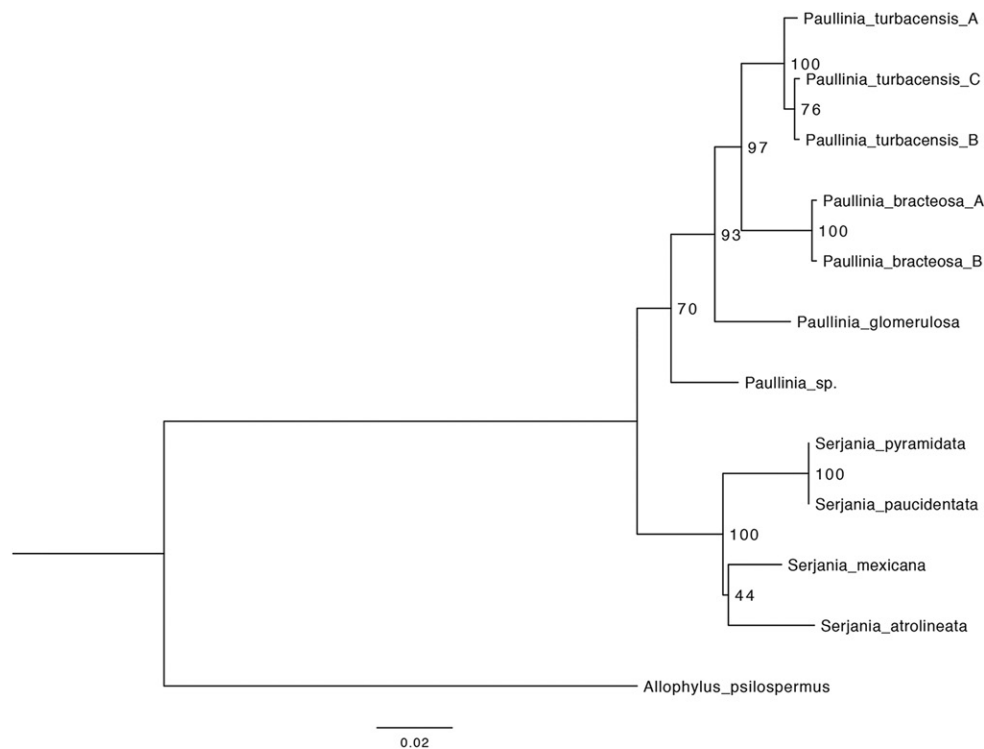 Paullinia_turbacensis_A
100
Paullinia_turbacensis_C
76
Paullinia_turbacensis_B
97
Paullinia_bracteosa_A
100
93
Paullinia_bracteosa_B
70
Paullinia_glomerulosa
Paullinia_sp.
Serjania_pyramidata
100
Serjania_paucidentata
100
Serjania_mexicana
44
Serjania_atrolineata
Allophylus_psilospermus
0.02